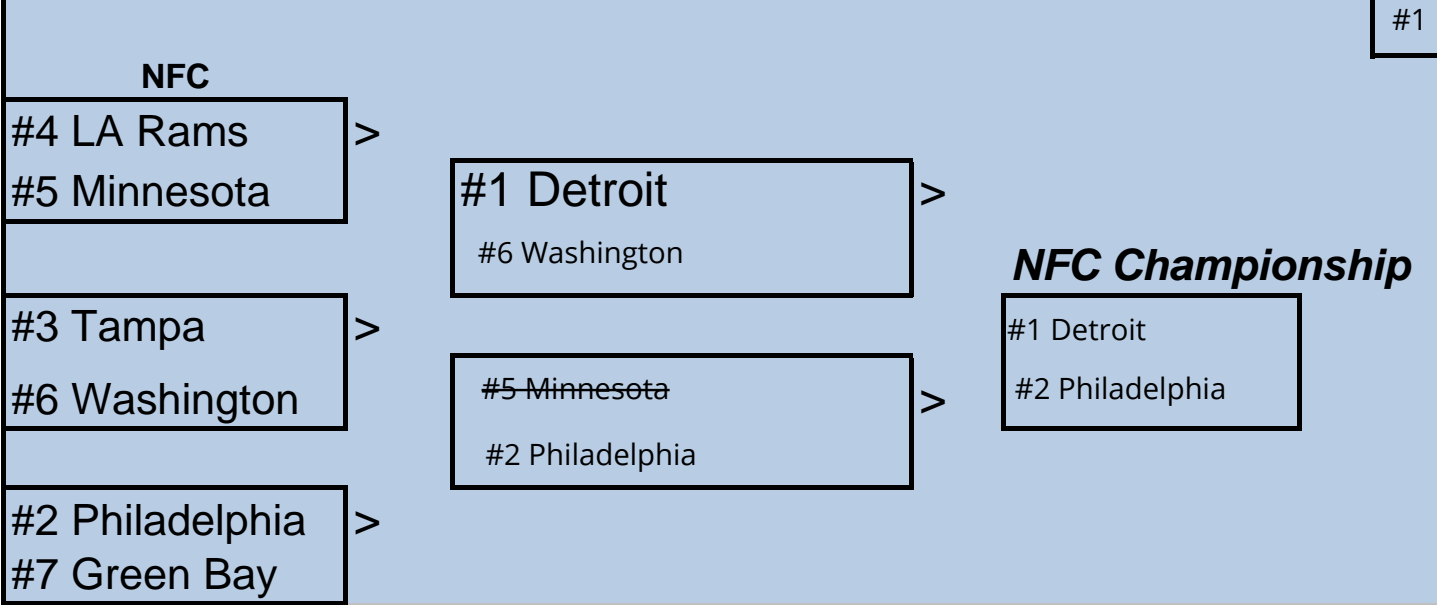 #1
NFC
#4 LA Rams >
#5 Minnesota
#1 Detroit >
#6 Washington
NFC Championship
#3 Tampa >
#6 Washington
#1 Detroit
#5 Minnesota >
#2 Philadelphia
#2 Philadelphia
#2 Philadelphia >
#7 Green Bay